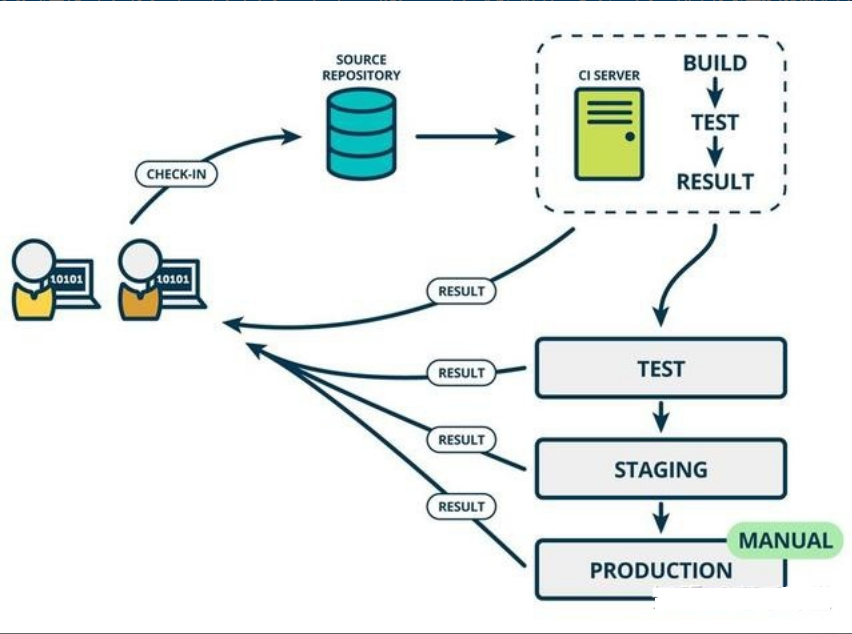 SOURCE
REPOSITORY
CI SERVER
BUILD
TEST
RESULT
CHECK-IN
10101
10101
RESULT
TEST
RESULT
STAGING
RESULT
RESULT
MANUAL
PRODUCTION